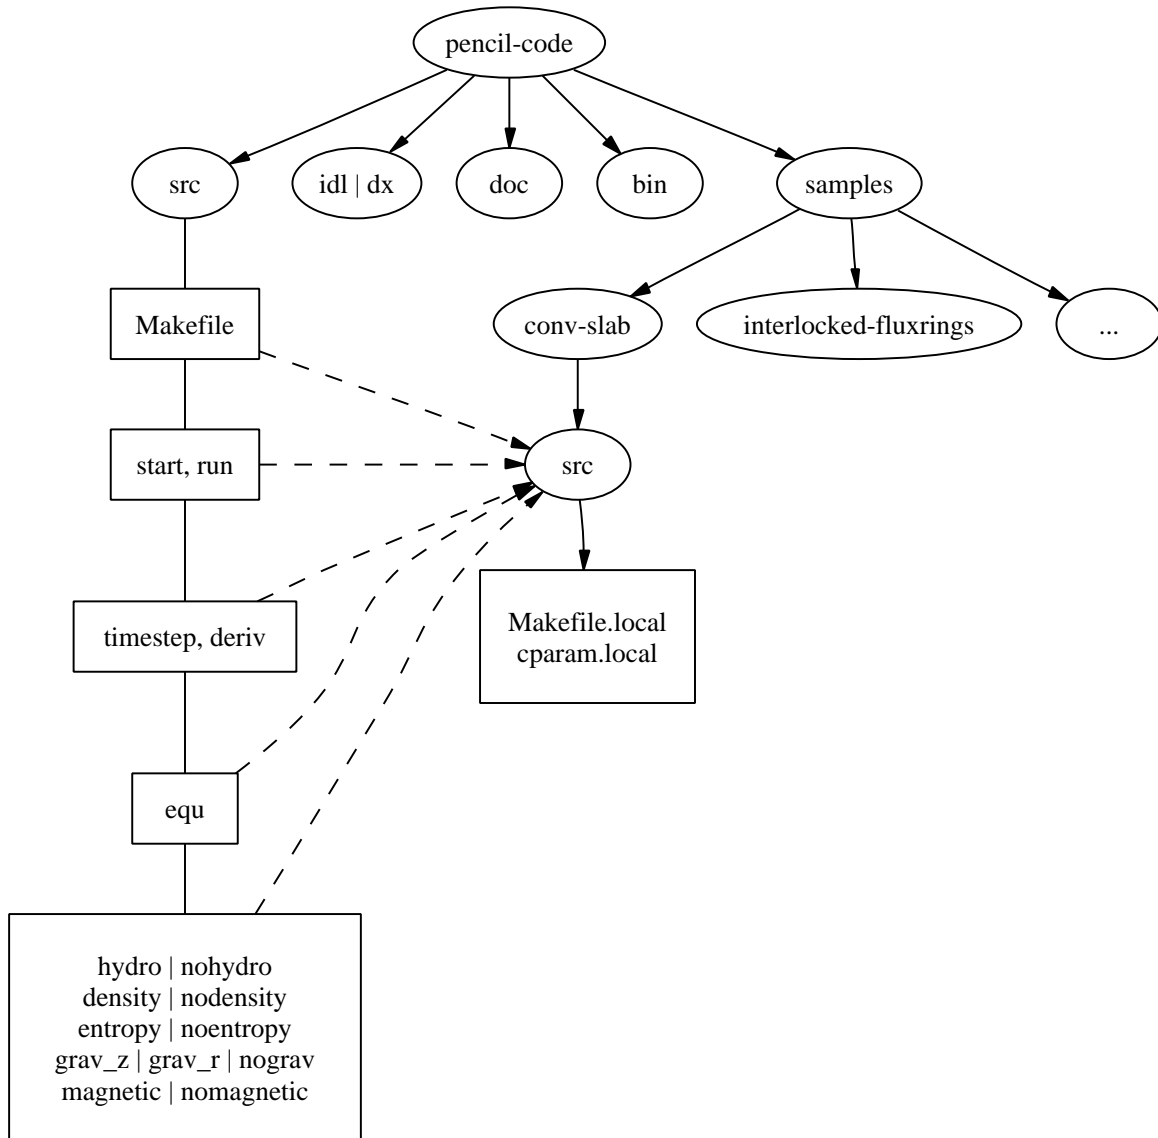 pencil-code
src
idl | dx
doc
bin
samples
Makefile
conv-slab
interlocked-fluxrings
...
start, run
src
timestep, deriv
Makefile.local
cparam.local
equ
hydro | nohydro
density | nodensity
entropy | noentropy
grav_z | grav_r | nograv
magnetic | nomagnetic